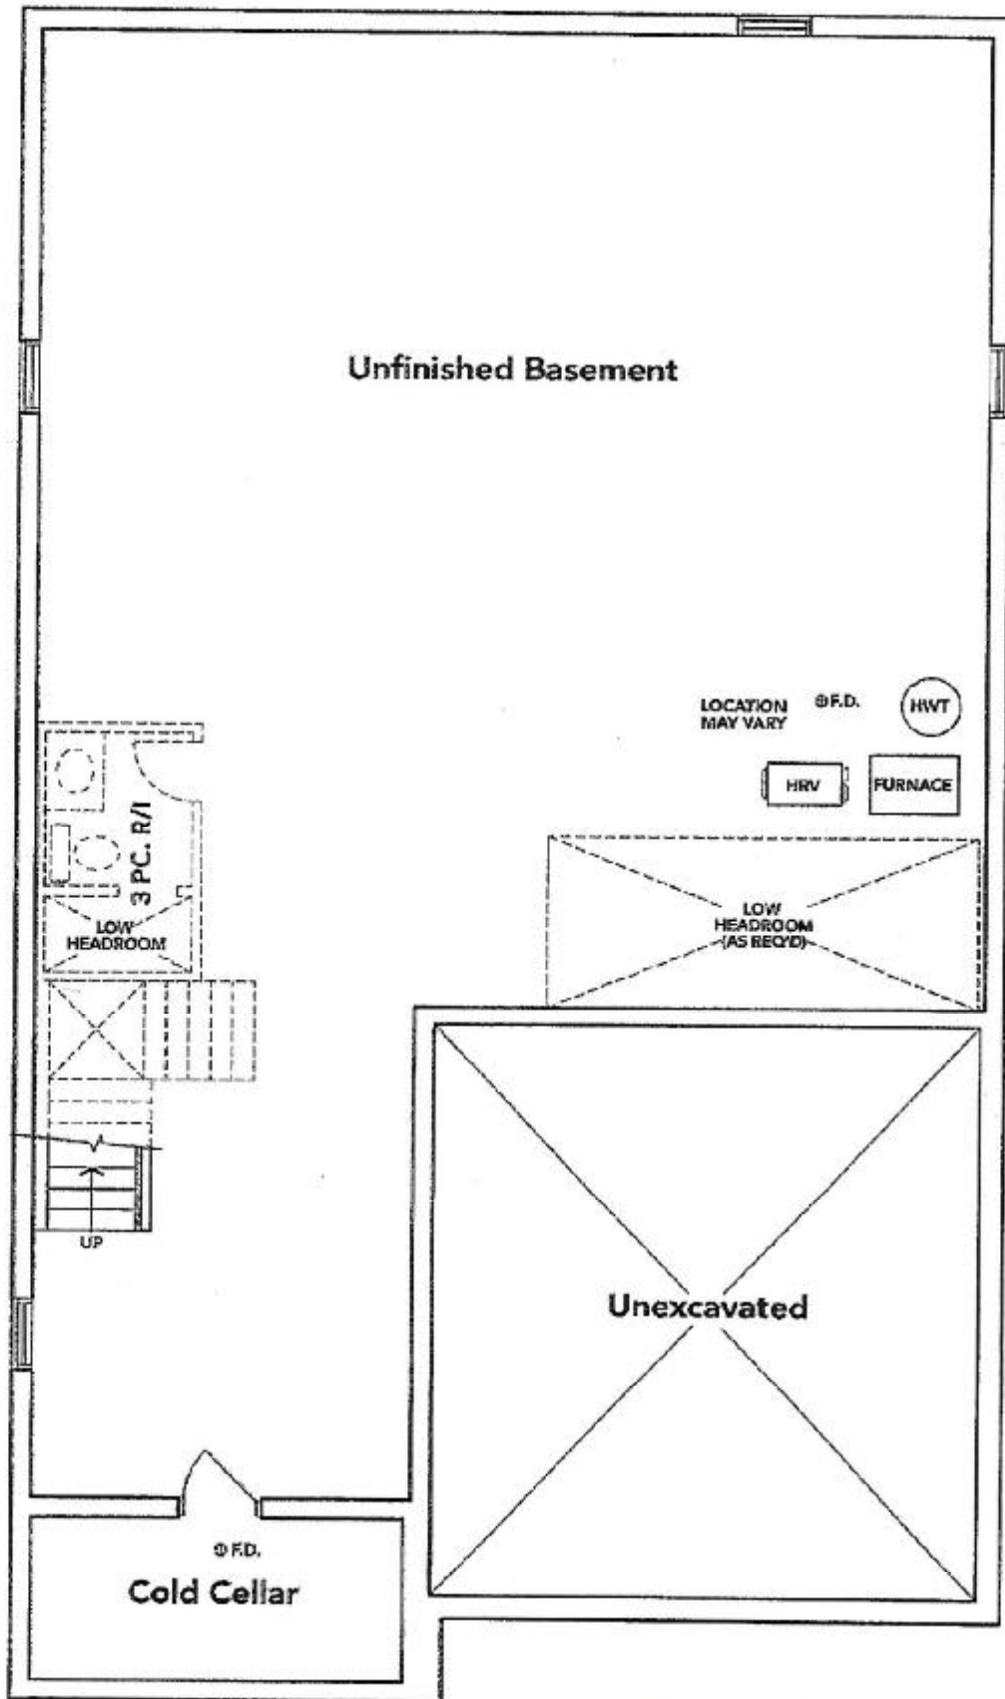 Unfinished Basement
LOCATION
MAY VARY
⊕F.D.
HWT
HRV
FURNACE
3 PC. R/I
LOW
HEADROOM
LOW
HEADROOM
(AS REQ'D)
UP
Unexcavated
⊕F.D.
Cold Cellar